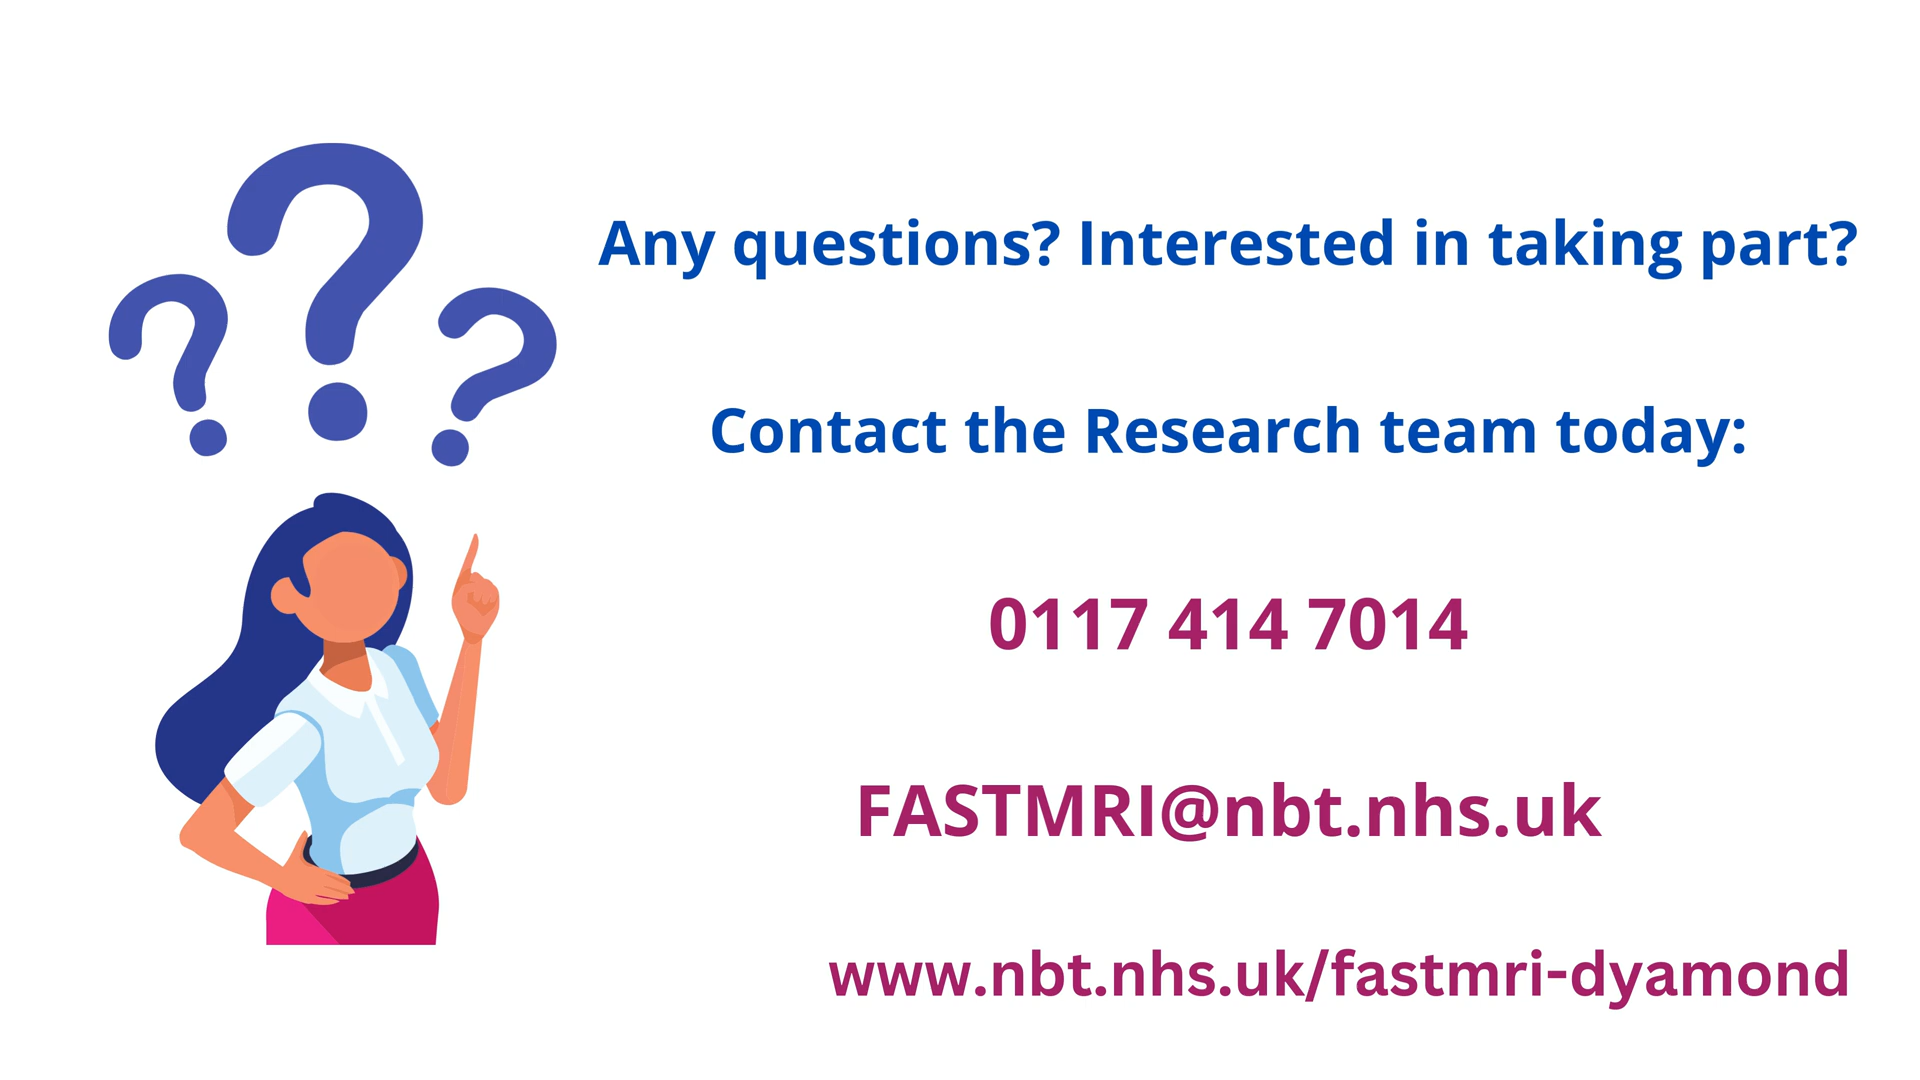 Any questions? Interested in taking part?
Contact the Research team today:
0117 414 7014
FASTMRI@nbt.nhs.uk
www.nbt.nhs.uk/fastmri-dyamond